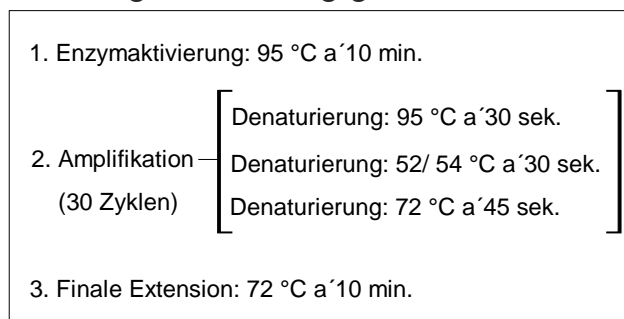 1. Enzymaktivierung: 95 °C a´10 min.
Denaturierung: 95 °C a´30 sek.
2. Amplifikation
Denaturierung: 52/ 54 °C a´30 sek.
(30 Zyklen)
Denaturierung: 72 °C a´45 sek.
3. Finale Extension: 72 °C a´10 min.